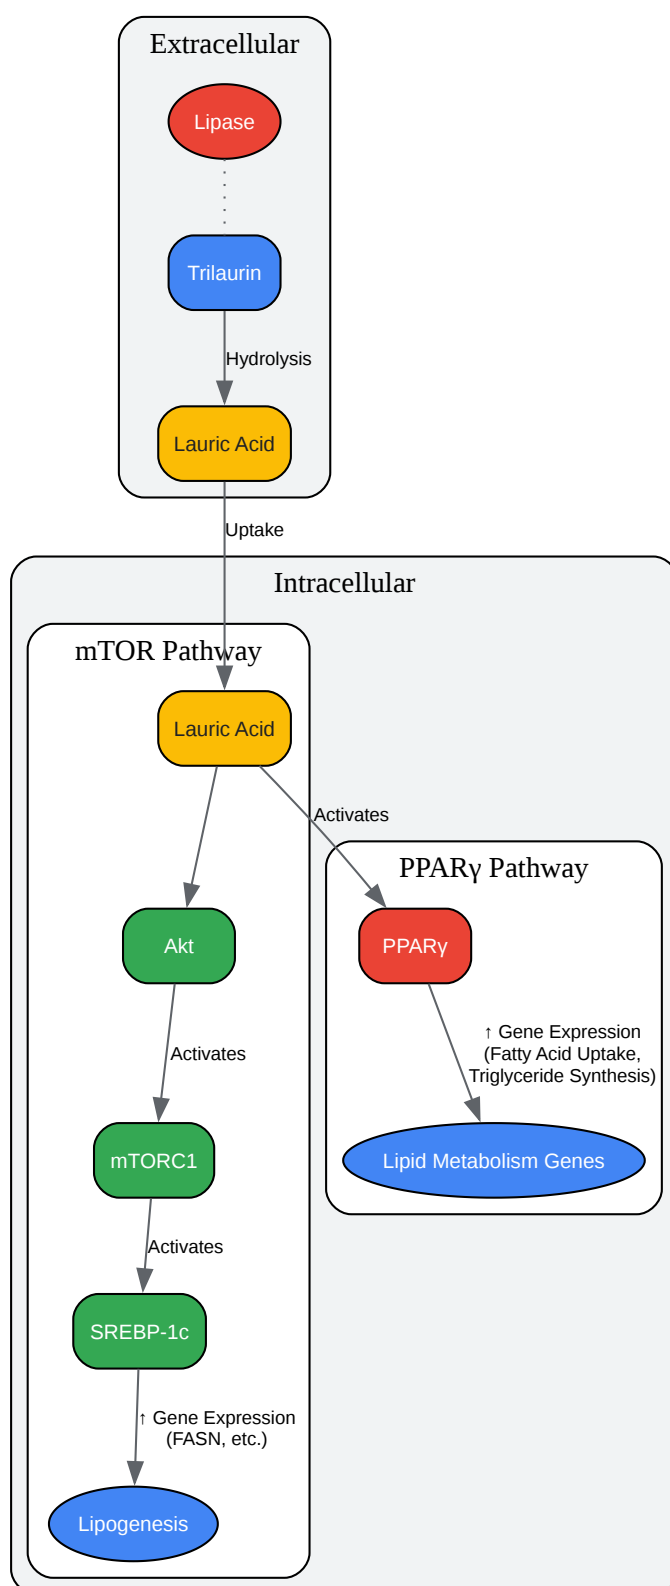 Extracellular
Lipase
Trilaurin
Hydrolysis
Lauric Acid
Uptake
Intracellular
mTOR Pathway
Lauric Acid
Activates
PPARγ Pathway
Akt
PPARγ
↑ Gene Expression
(Fatty Acid Uptake,
Triglyceride Synthesis)
Activates
mTORC1
Lipid Metabolism Genes
Activates
SREBP-1c
↑ Gene Expression
(FASN, etc.)
Lipogenesis